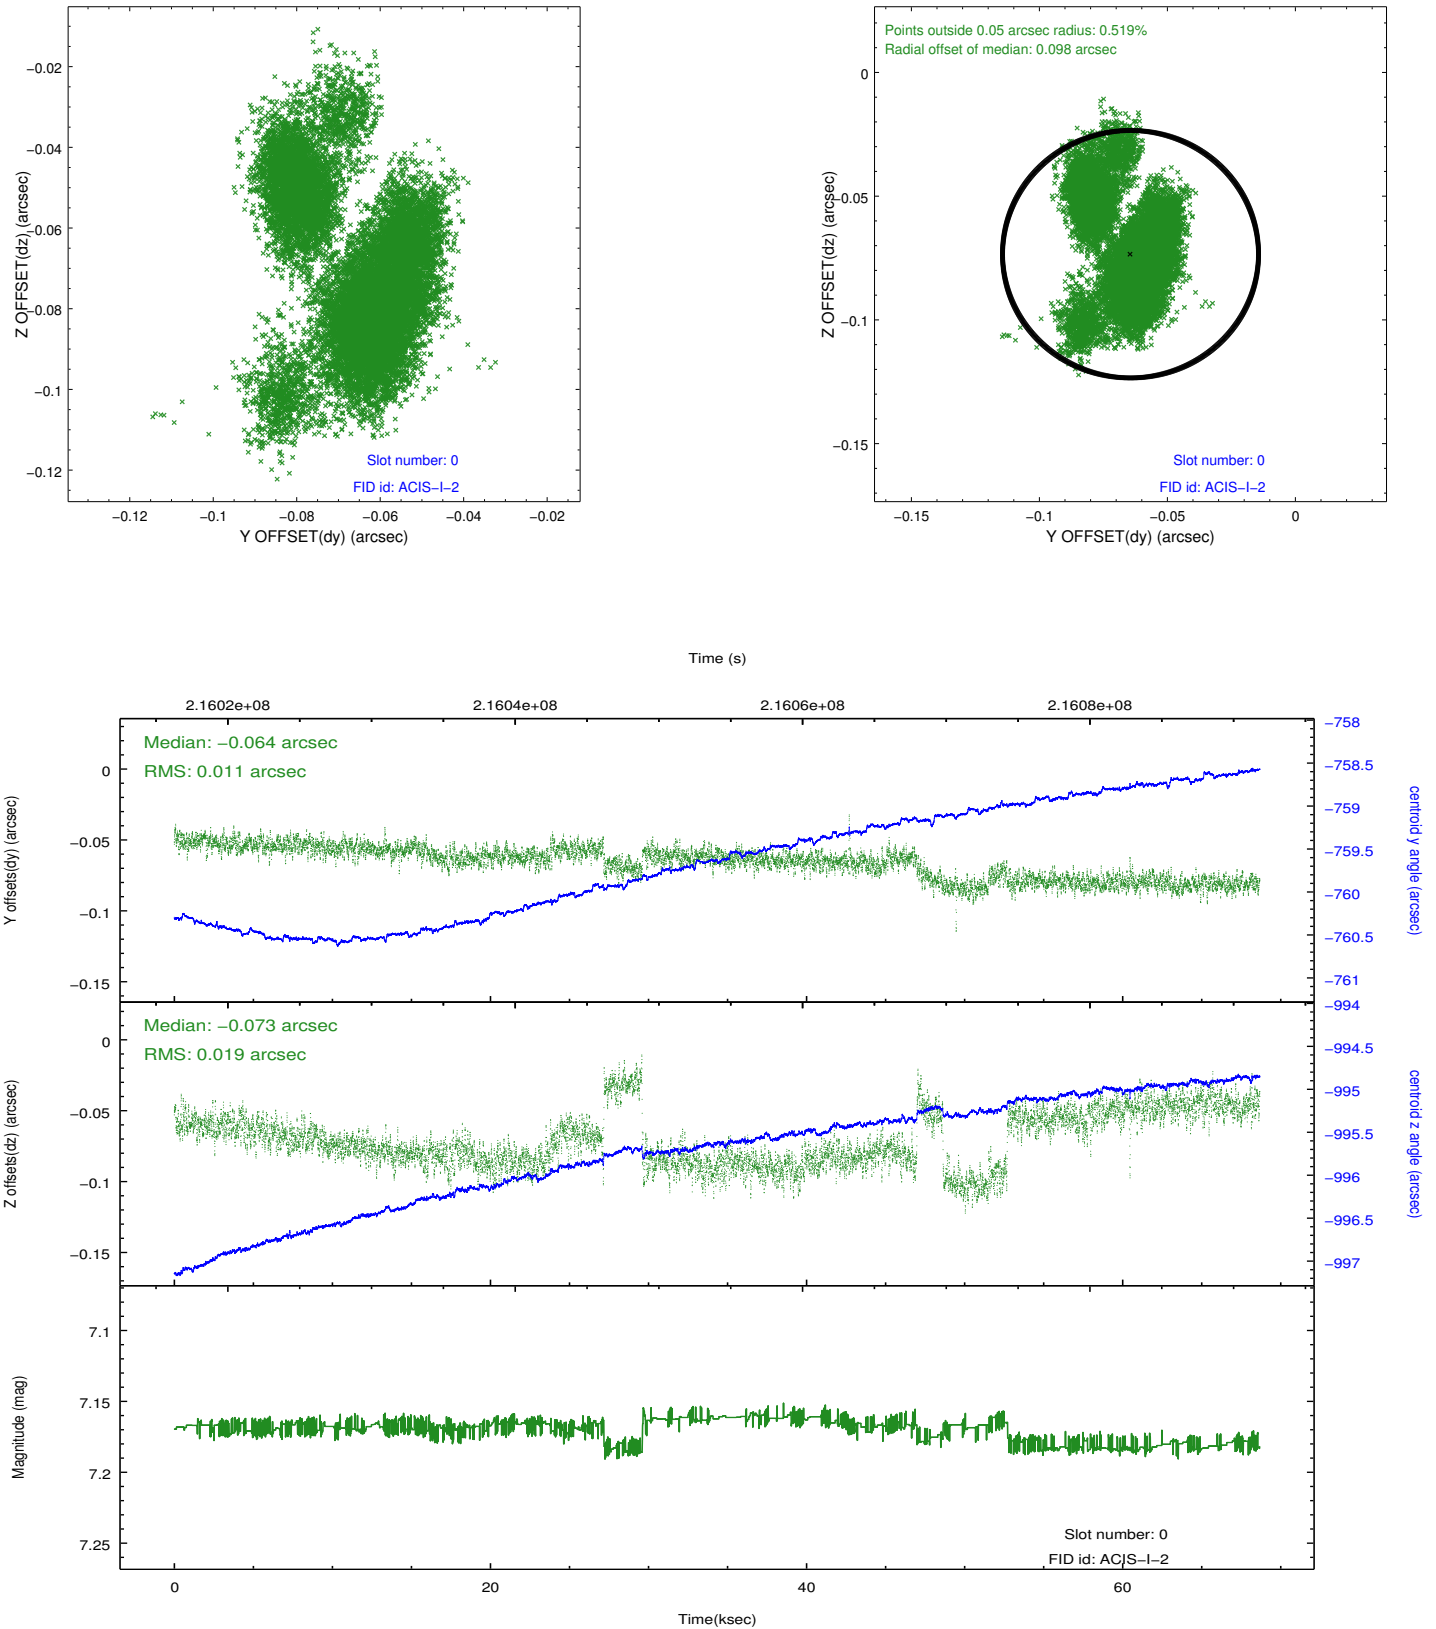 −0.02
−0.04
−0.06
−0.08
−0.1
−0.12
Z OFFSET(dz) (arcsec)
Slot number: 0
FID id: ACIS−I−2
−0.12 −0.1 −0.08 −0.06 −0.04 −0.02
Y OFFSET(dy) (arcsec)
Points outside 0.05 arcsec radius: 0.519%
Radial offset of median: 0.098 arcsec
0
−0.05
−0.1
−0.15
Z OFFSET(dz) (arcsec)
Slot number: 0
FID id: ACIS−I−2
−0.15 −0.1 −0.05 0
Y OFFSET(dy) (arcsec)
Time (s)
2.1602e+08 2.1604e+08 2.1606e+08 2.1608e+08
Median: −0.064 arcsec
RMS: 0.011 arcsec
0
−0.05
−0.1
−0.15
Y offsets(dy) (arcsec)
−758
−758.5
−759
−759.5
−760
−760.5
−761
centroid y angle (arcsec)
Median: −0.073 arcsec
RMS: 0.019 arcsec
0
−0.05
−0.1
−0.15
Z offsets(dz) (arcsec)
−994
−994.5
−995
−995.5
−996
−996.5
−997
centroid z angle (arcsec)
7.1
7.15
7.2
7.25
Magnitude (mag)
Slot number: 0
FID id: ACIS−I−2
0 20 40 60
Time(ksec)